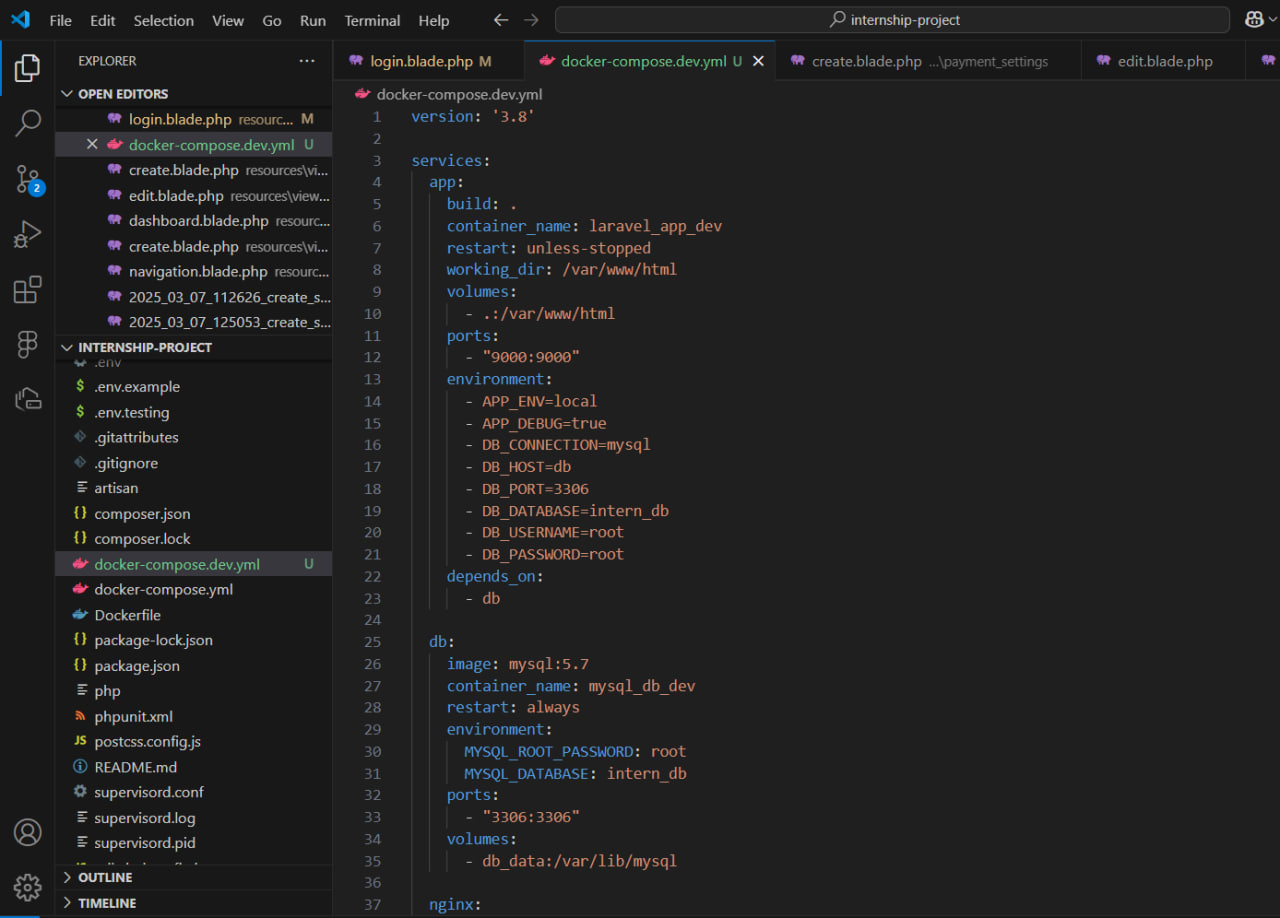 File Edit Selection View Go Run Terminal Help
internship-project
EXPLORER
OPEN EDITORS
login.blade.php resourc... M
docker-compose.dev.yml U
create.blade.php resources\vi...
edit.blade.php resources\view...
dashboard.blade.php resourc...
create.blade.php resources\vi...
navigation.blade.php resourc...
2025_03_07_112626_create_s...
2025_03_07_125053_create_s...
2
INTERNSHIP-PROJECT
.env
$ .env.example
$ .env.testing
.gitattributes
.gitignore
artisan
{} composer.json
{} composer.lock
docker-compose.dev.yml U
docker-compose.yml
Dockerfile
{} package-lock.json
{} package.json
php
phpunit.xml
JS postcss.config.js
README.md
supervisord.conf
supervisord.log
supervisord.pid
OUTLINE
TIMELINE
login.blade.php M
docker-compose.dev.yml U
create.blade.php ...\payment_settings
edit.blade.php
docker-compose.dev.yml
1 version: '3.8'
2
3 services:
4 app:
5 build: .
6 container_name: laravel_app_dev
7 restart: unless-stopped
8 working_dir: /var/www/html
9 volumes:
10 - .:/var/www/html
11 ports:
12 - "9000:9000"
13 environment:
14 - APP_ENV=local
15 - APP_DEBUG=true
16 - DB_CONNECTION=mysql
17 - DB_HOST=db
18 - DB_PORT=3306
19 - DB_DATABASE=intern_db
20 - DB_USERNAME=root
21 - DB_PASSWORD=root
22 depends_on:
23 - db
24
25 db:
26 image: mysql:5.7
27 container_name: mysql_db_dev
28 restart: always
29 environment:
30 MYSQL_ROOT_PASSWORD: root
31 MYSQL_DATABASE: intern_db
32 ports:
33 - "3306:3306"
34 volumes:
35 - db_data:/var/lib/mysql
36
37 nginx: